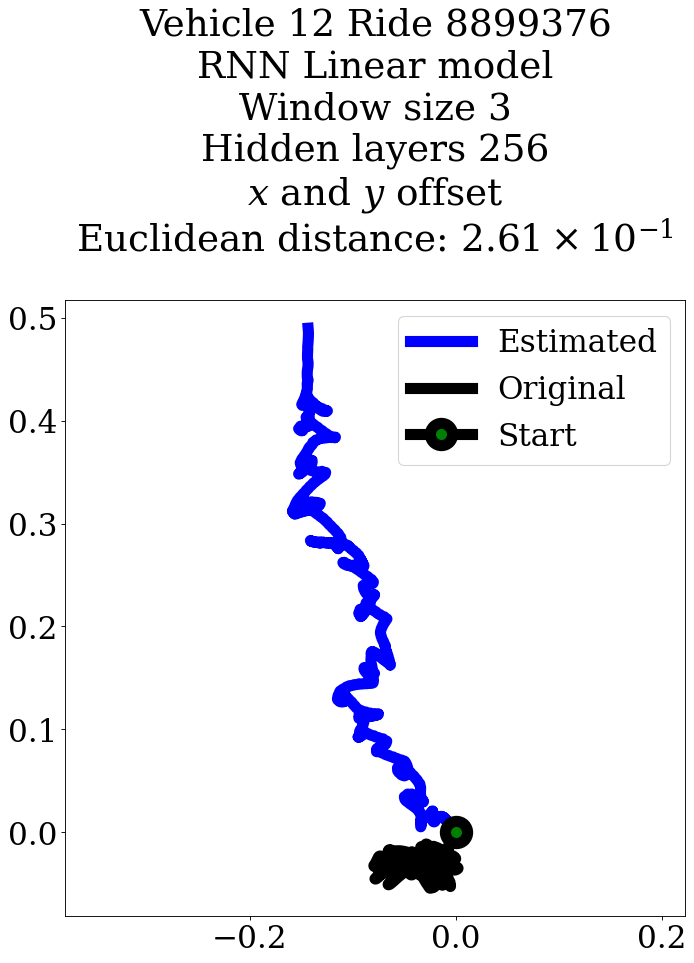 Vehicle 12 Ride 8899376
RNN Linear model
Window size 3
Hidden layers 256
x and y offset
Euclidean distance: 2.61 × 10⁻¹
Estimated
Original
Start
0.5
0.4
0.3
0.2
0.1
0.0
−0.2 0.0 0.2